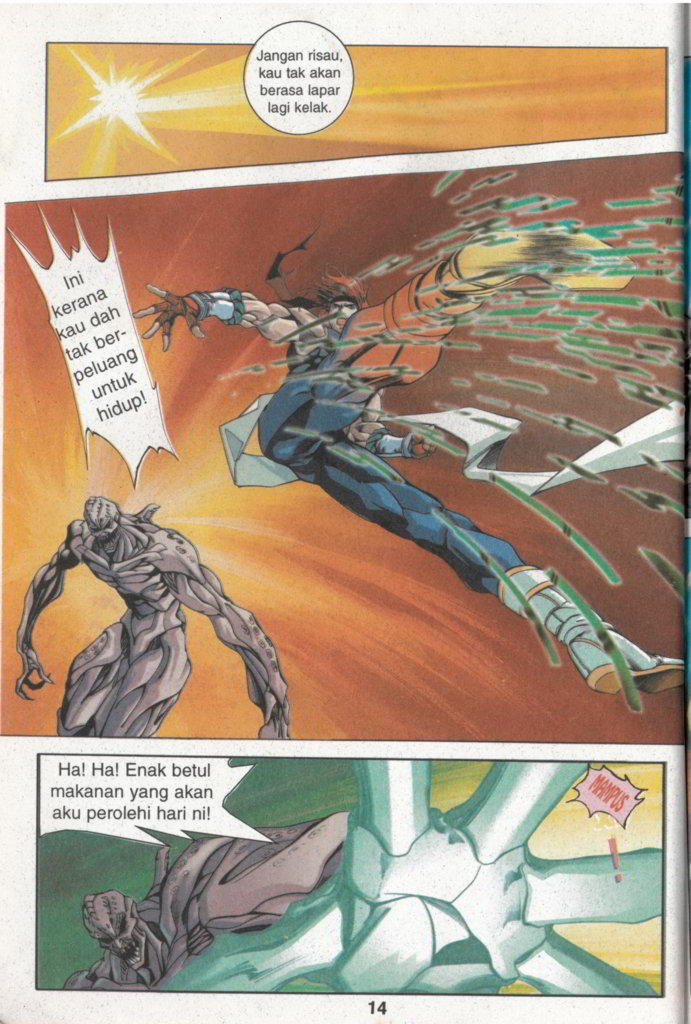 Jangan risau,
kau tak akan
berasa lapar
lagi kelak.
Ini
kerana
kau dah
tak ber-
peluang
untuk
hidup!
Ha! Ha! Enak betul
makanan yang akan
aku perolehi hari ni!
MAMPUS
!
14